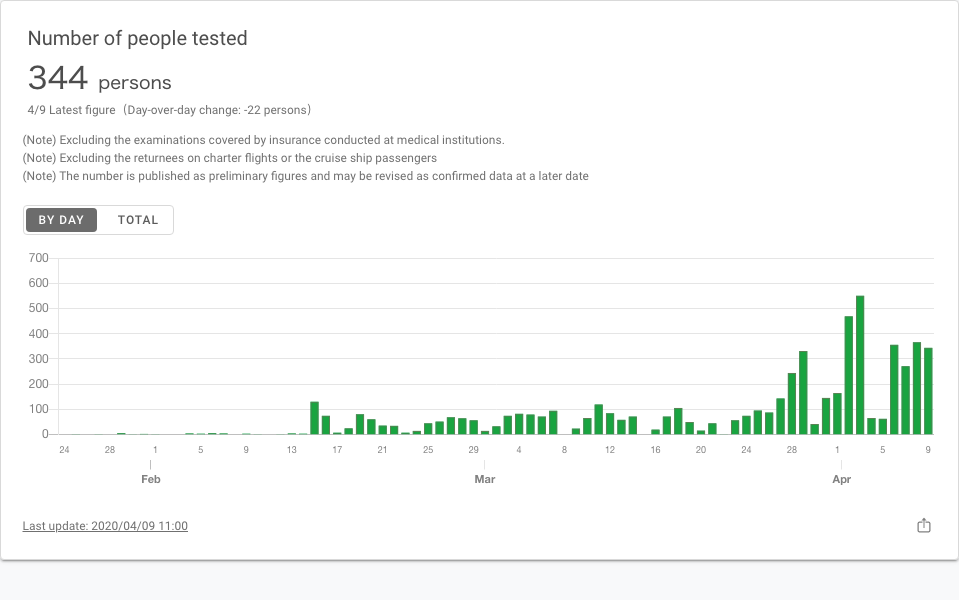 Number of people tested
344 persons
4/9 Latest figure（Day-over-day change: -22 persons）
(Note) Excluding the examinations covered by insurance conducted at medical institutions.
(Note) Excluding the returnees on charter flights or the cruise ship passengers
(Note) The number is published as preliminary figures and may be revised as confirmed data at a later date
BY DAY TOTAL
700
600
500
400
300
200
100
0
24 28 1 5 9 13 17 21 25 29 4 8 12 16 20 24 28 1 5 9
Feb Mar Apr
Last update: 2020/04/09 11:00